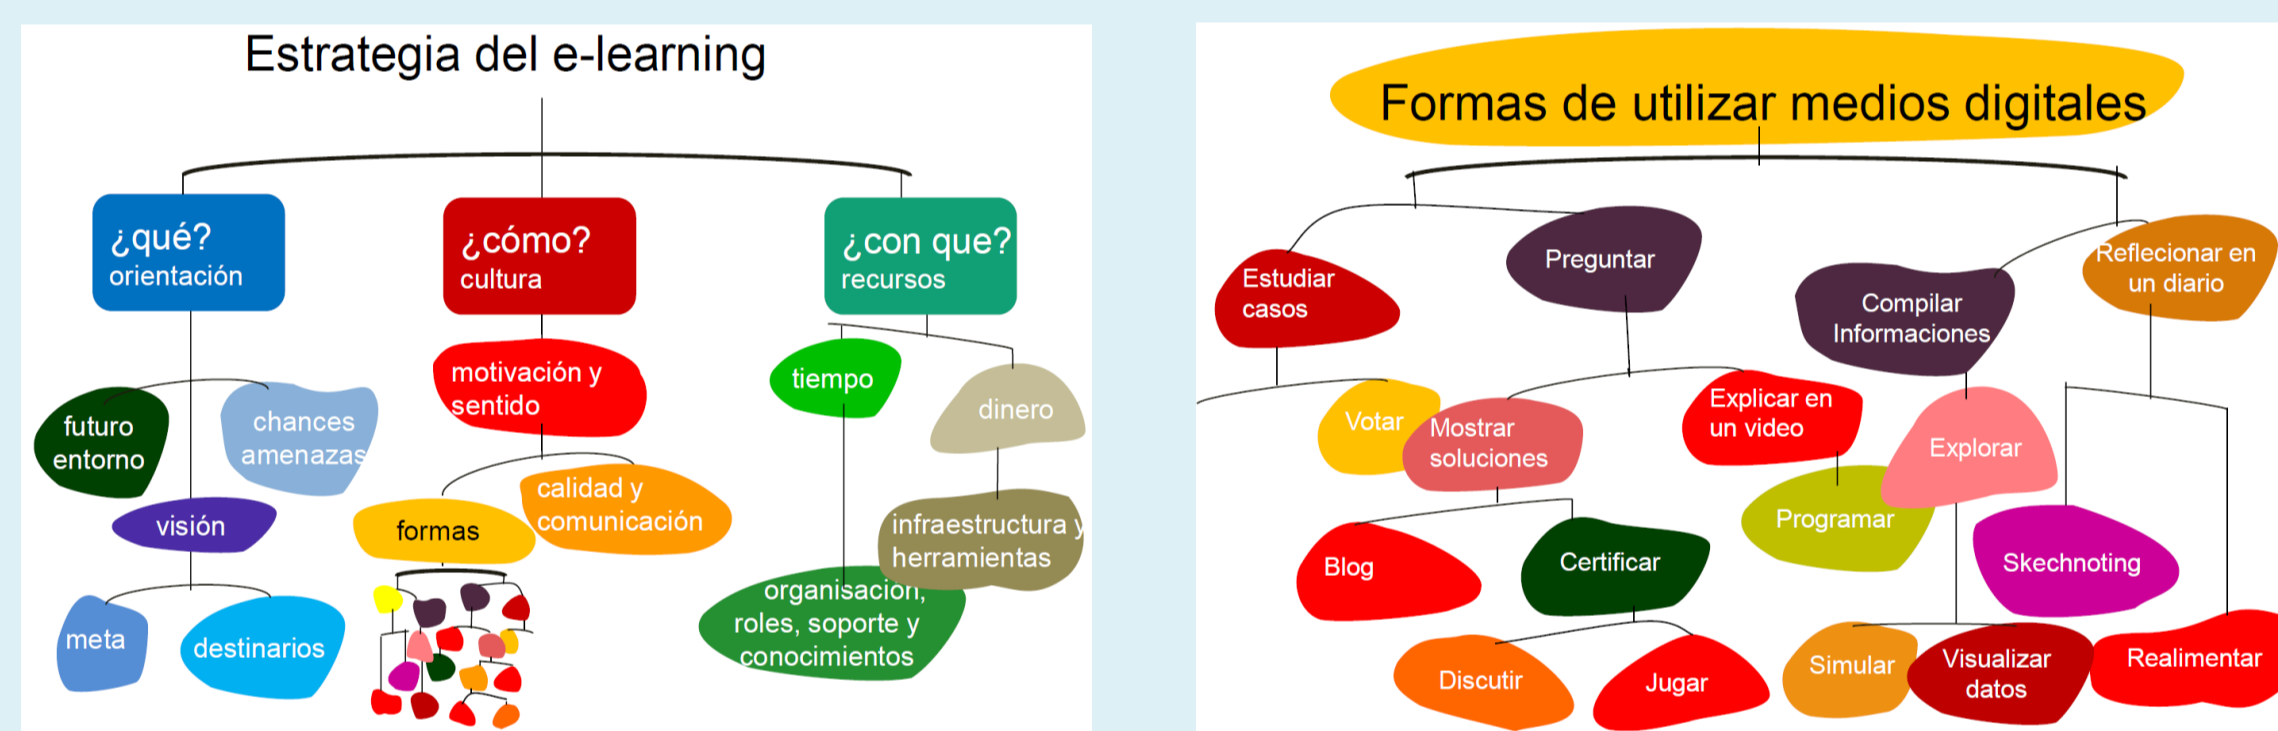 Estrategia del e-learning
¿qué?
orientación
¿cómo?
cultura
¿con que?
recursos
futuro
entorno
chances
amenazas
visión
meta
destinarios
motivación y
sentido
formas
calidad y
comunicación
tiempo
dinero
infraestructura y
herramientas
organisación,
roles, soporte y
conocimientos
Formas de utilizar medios digitales
Estudiar
casos
Preguntar
Compilar
Informaciones
Reflecionar en
un diario
Votar
Mostrar
soluciones
Explicar en
un video
Explorar
Programar
Blog
Certificar
Skechnoting
Discutir
Jugar
Simular
Visualizar
datos
Realimentar